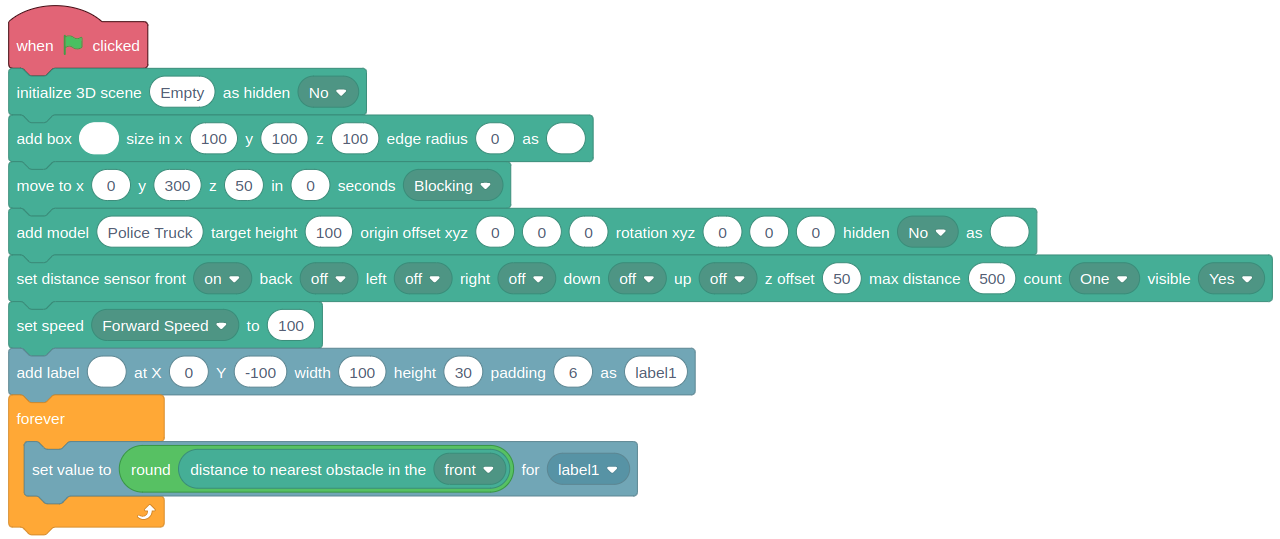 when clicked
initialize 3D scene Empty as hidden No
add box size in x 100 y 100 z 100 edge radius 0 as
move to x 0 y 300 z 50 in 0 seconds Blocking
add model Police Truck target height 100 origin offset xyz 0 0 0 rotation xyz 0 0 0 hidden No as
set distance sensor front on back off left off right off down off up off z offset 50 max distance 500 count One visible Yes
set speed Forward Speed to 100
add label at X 0 Y -100 width 100 height 30 padding 6 as label1
forever
set value to round distance to nearest obstacle in the front for label1